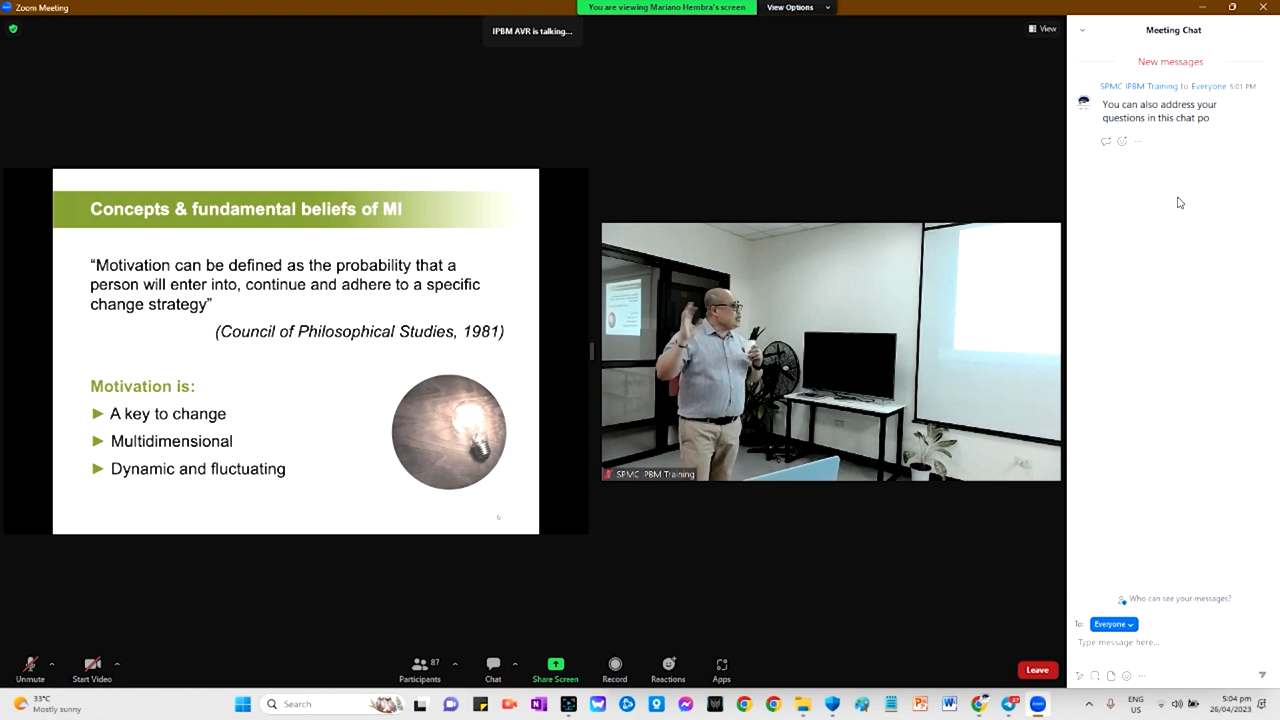 Zoom Meeting
You are viewing Mariano Hembra's screen
View Options
IPBM AVR is talking...
View
Concepts & fundamental beliefs of MI
“Motivation can be defined as the probability that a
person will enter into, continue and adhere to a specific
change strategy”
(Council of Philosophical Studies, 1981)
Motivation is:
A key to change
Multidimensional
Dynamic and fluctuating
6
SPMC IPBM Training
Meeting Chat
New messages
SPMC IPBM Training to Everyone 5:01 PM
You can also address your
questions in this chat po
Who can see your messages?
To: Everyone
Type message here...
Unmute
Start Video
87
Participants
Chat
Share Screen
Record
Reactions
Apps
Leave
33°C
Mostly sunny
Search
ENG
US
5:04 pm
26/04/2023